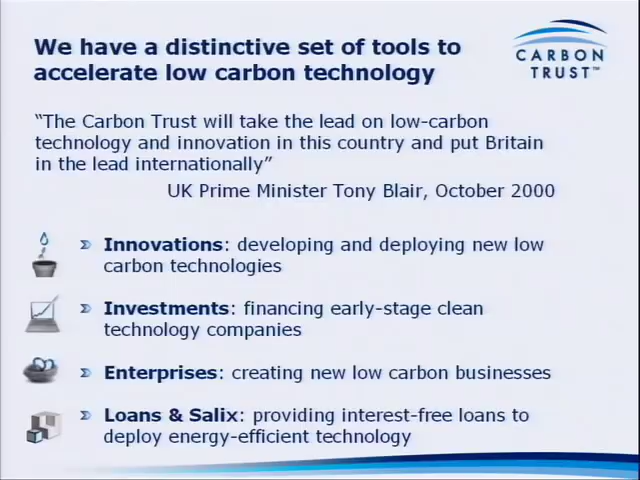 We have a distinctive set of tools to
accelerate low carbon technology
CARBON
TRUST™
“The Carbon Trust will take the lead on low-carbon
technology and innovation in this country and put Britain
in the lead internationally”
UK Prime Minister Tony Blair, October 2000
Innovations: developing and deploying new low
carbon technologies
Investments: financing early-stage clean
technology companies
Enterprises: creating new low carbon businesses
Loans & Salix: providing interest-free loans to
deploy energy-efficient technology